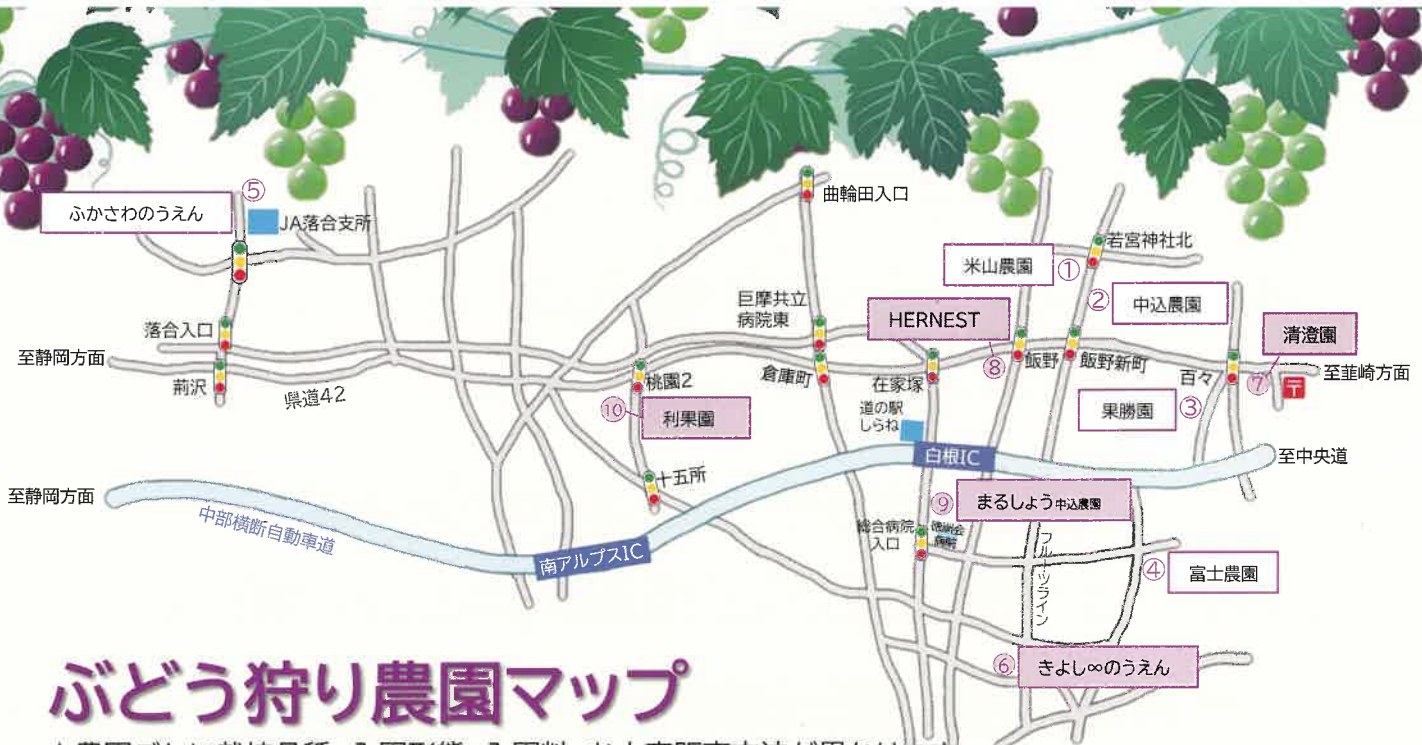 ⑤
ふかさわのうえん
JA落合支所
曲輪田入口
若宮神社北
米山農園
①
②
中込農園
巨摩共立
病院東
HERNEST
清澄園
落合入口
至静岡方面
荊沢
県道42
桃園2
倉庫町
在家塚
⑧
飯野
飯野新町
百々
⑦
〒
至韮崎方面
⑩
利果園
道の駅
しらね
果勝園
③
白根IC
至中央道
十五所
至静岡方面
中部横断自動車道
南アルプスIC
⑨
まるしょう中込農園
総合病院
入口
フルーツライン
④
富士農園
⑥
きよし∞のうえん
ぶどう狩り農園マップ